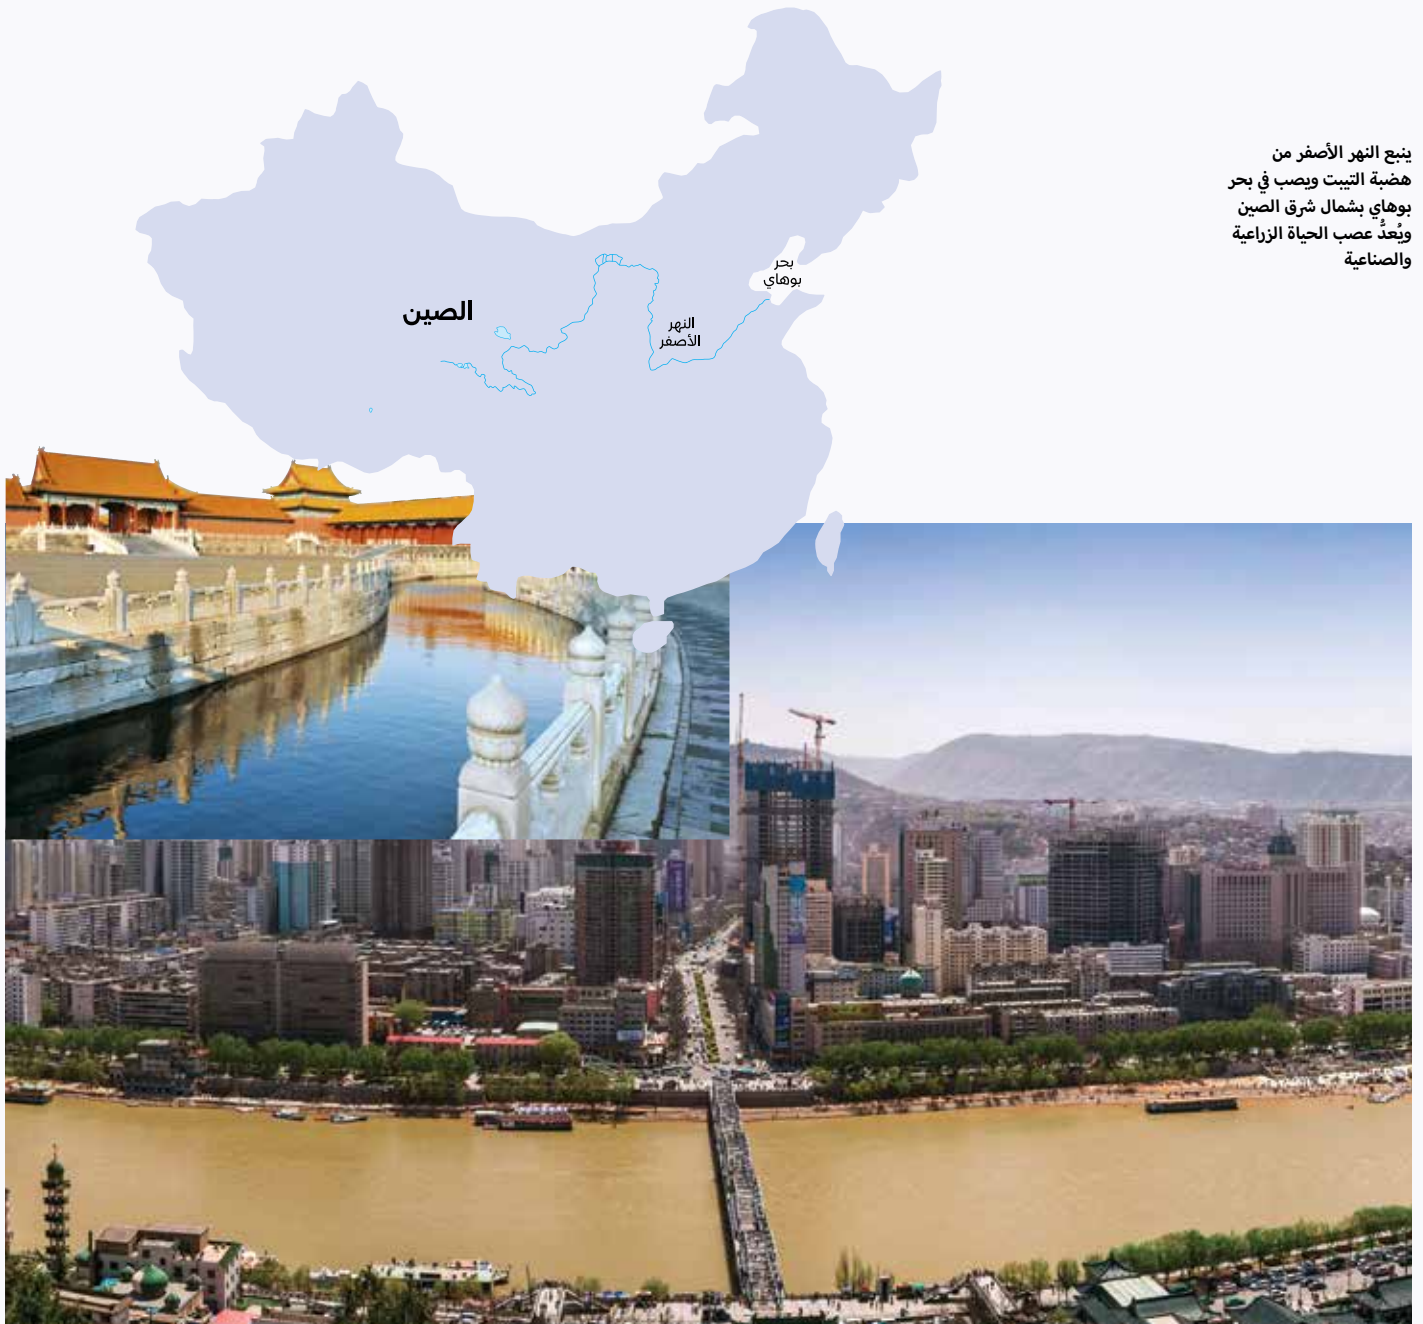 ينبع النهر الأصفر من
هضبة التيبت ويصب في بحر
بوهاي بشمال شرق الصين
ويُعدُّ عصب الحياة الزراعية
والصناعية
بحر
بوهاي
الصين
النهر
الأصفر